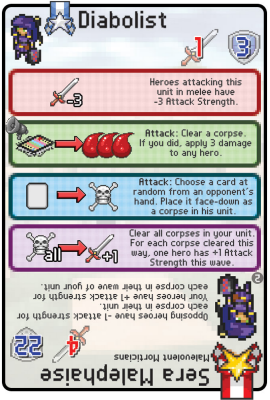 Diabolist
1
3
-3
Heroes attacking this
unit in melee have
-3 Attack Strength.
Attack: Clear a corpse.
If you did, apply 3 damage
to any hero.
Attack: Choose a card at
random from an opponent's
hand. Place it face-down as
a corpse in his unit.
all
+1
Clear all corpses in your unit.
For each corpse cleared this
way, one hero has +1 Attack
Strength this wave.
Sera Malephaise
Malevolent Morticians
4
22
Opposing heroes have -1 attack strength for
each corpse in their unit.
Your heroes have +1 attack strength for
each corpse in their wave of your unit.